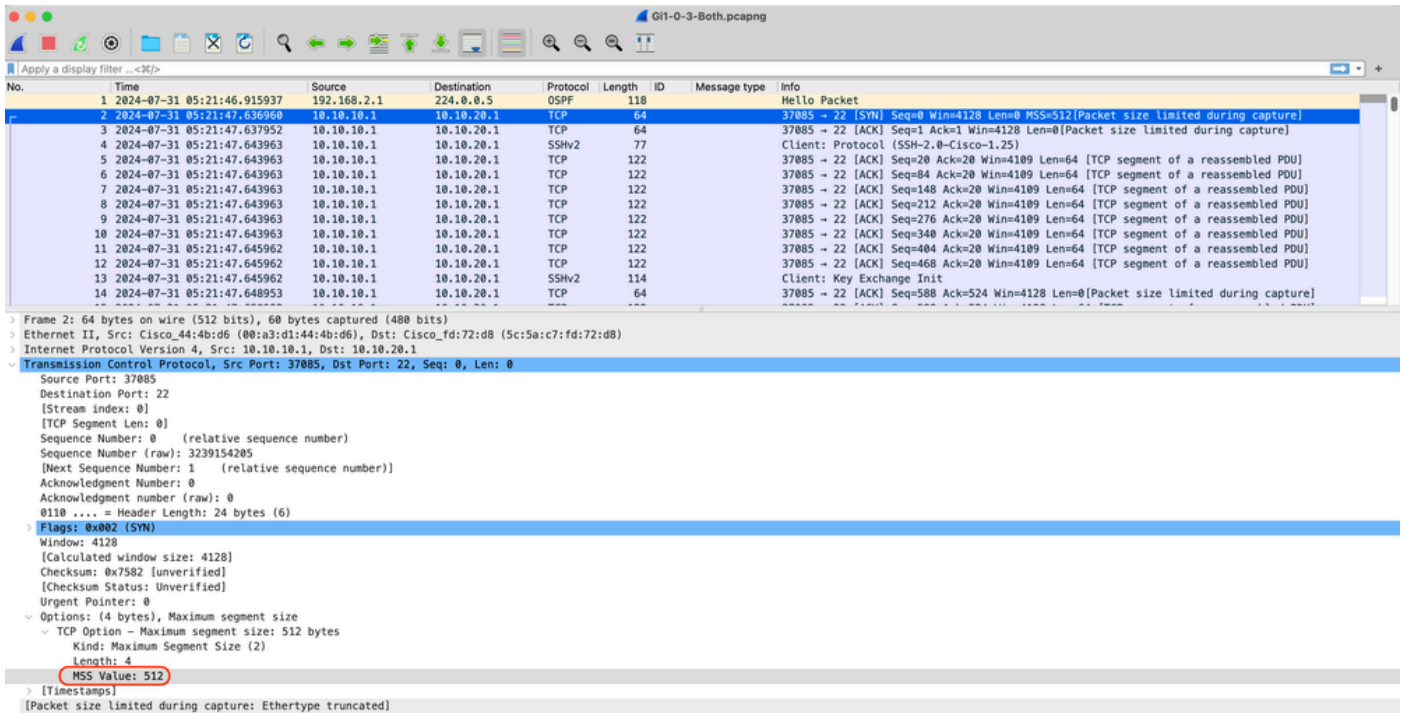 Gi1-0-3-Both.pcapng
Apply a display filter ...<⌘/>
No. Time Source Destination Protocol Length ID Message type Info
1 2024-07-31 05:21:46.915937 192.168.2.1 224.0.0.5 OSPF 118 Hello Packet
2 2024-07-31 05:21:47.636960 10.10.10.1 10.10.20.1 TCP 64 37085 → 22 [SYN] Seq=0 Win=4128 Len=0 MSS=512[Packet size limited during capture]
3 2024-07-31 05:21:47.637952 10.10.10.1 10.10.20.1 TCP 64 37085 → 22 [ACK] Seq=1 Ack=1 Win=4128 Len=0[Packet size limited during capture]
4 2024-07-31 05:21:47.643963 10.10.10.1 10.10.20.1 SSHv2 77 Client: Protocol (SSH-2.0-Cisco-1.25)
5 2024-07-31 05:21:47.643963 10.10.10.1 10.10.20.1 TCP 122 37085 → 22 [ACK] Seq=20 Ack=20 Win=4109 Len=64 [TCP segment of a reassembled PDU]
6 2024-07-31 05:21:47.643963 10.10.10.1 10.10.20.1 TCP 122 37085 → 22 [ACK] Seq=84 Ack=20 Win=4109 Len=64 [TCP segment of a reassembled PDU]
7 2024-07-31 05:21:47.643963 10.10.10.1 10.10.20.1 TCP 122 37085 → 22 [ACK] Seq=148 Ack=20 Win=4109 Len=64 [TCP segment of a reassembled PDU]
8 2024-07-31 05:21:47.643963 10.10.10.1 10.10.20.1 TCP 122 37085 → 22 [ACK] Seq=212 Ack=20 Win=4109 Len=64 [TCP segment of a reassembled PDU]
9 2024-07-31 05:21:47.643963 10.10.10.1 10.10.20.1 TCP 122 37085 → 22 [ACK] Seq=276 Ack=20 Win=4109 Len=64 [TCP segment of a reassembled PDU]
10 2024-07-31 05:21:47.643963 10.10.10.1 10.10.20.1 TCP 122 37085 → 22 [ACK] Seq=340 Ack=20 Win=4109 Len=64 [TCP segment of a reassembled PDU]
11 2024-07-31 05:21:47.645962 10.10.10.1 10.10.20.1 TCP 122 37085 → 22 [ACK] Seq=404 Ack=20 Win=4109 Len=64 [TCP segment of a reassembled PDU]
12 2024-07-31 05:21:47.645962 10.10.10.1 10.10.20.1 TCP 122 37085 → 22 [ACK] Seq=468 Ack=20 Win=4109 Len=64 [TCP segment of a reassembled PDU]
13 2024-07-31 05:21:47.645962 10.10.10.1 10.10.20.1 SSHv2 114 Client: Key Exchange Init
14 2024-07-31 05:21:47.648953 10.10.10.1 10.10.20.1 TCP 64 37085 → 22 [ACK] Seq=588 Ack=524 Win=4128 Len=0[Packet size limited during capture]
Frame 2: 64 bytes on wire (512 bits), 60 bytes captured (480 bits)
Ethernet II, Src: Cisco_44:4b:d6 (00:a3:d1:44:4b:d6), Dst: Cisco_fd:72:d8 (5c:5a:c7:fd:72:d8)
Internet Protocol Version 4, Src: 10.10.10.1, Dst: 10.10.20.1
Transmission Control Protocol, Src Port: 37085, Dst Port: 22, Seq: 0, Len: 0
Source Port: 37085
Destination Port: 22
[Stream index: 0]
[TCP Segment Len: 0]
Sequence Number: 0 (relative sequence number)
Sequence Number (raw): 3239154205
[Next Sequence Number: 1 (relative sequence number)]
Acknowledgment Number: 0
Acknowledgment number (raw): 0
0110 .... = Header Length: 24 bytes (6)
Flags: 0x002 (SYN)
Window: 4128
[Calculated window size: 4128]
Checksum: 0x7582 [unverified]
[Checksum Status: Unverified]
Urgent Pointer: 0
Options: (4 bytes), Maximum segment size
TCP Option - Maximum segment size: 512 bytes
Kind: Maximum Segment Size (2)
Length: 4
MSS Value: 512
[Timestamps]
[Packet size limited during capture: Ethertype truncated]